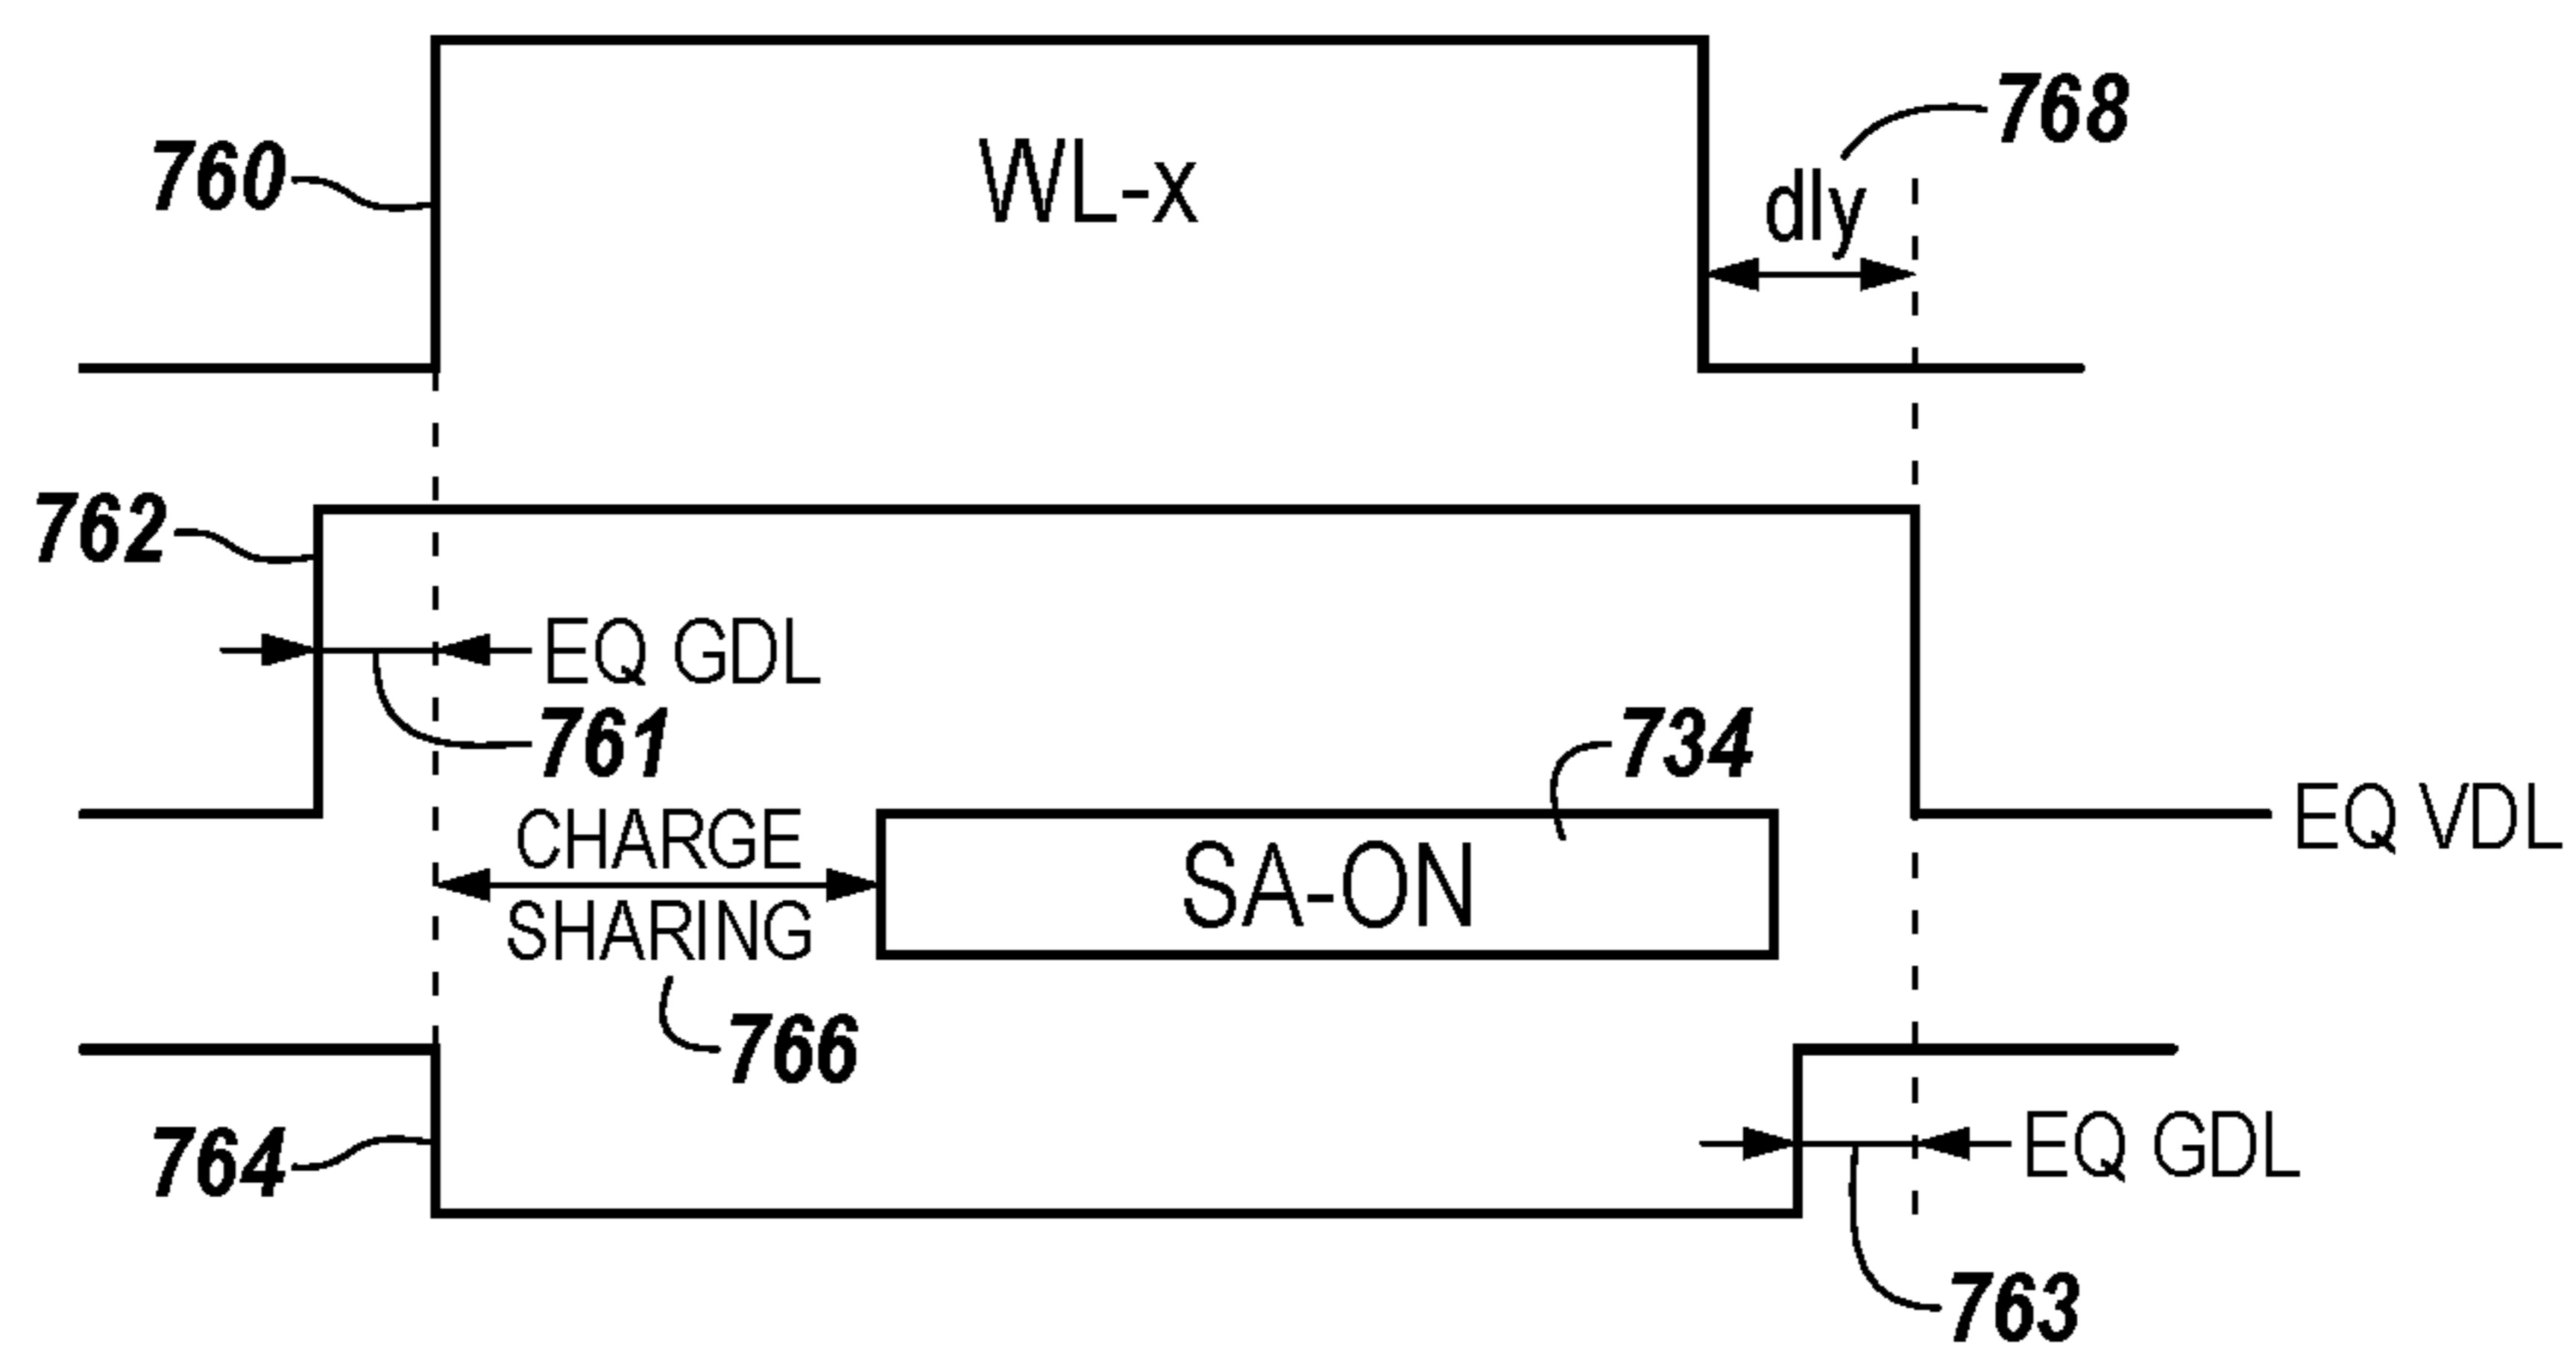 768
760
WL-x
dly
762
EQ GDL
761
734
CHARGE
SHARING
SA-ON
EQ VDL
766
764
EQ GDL
763